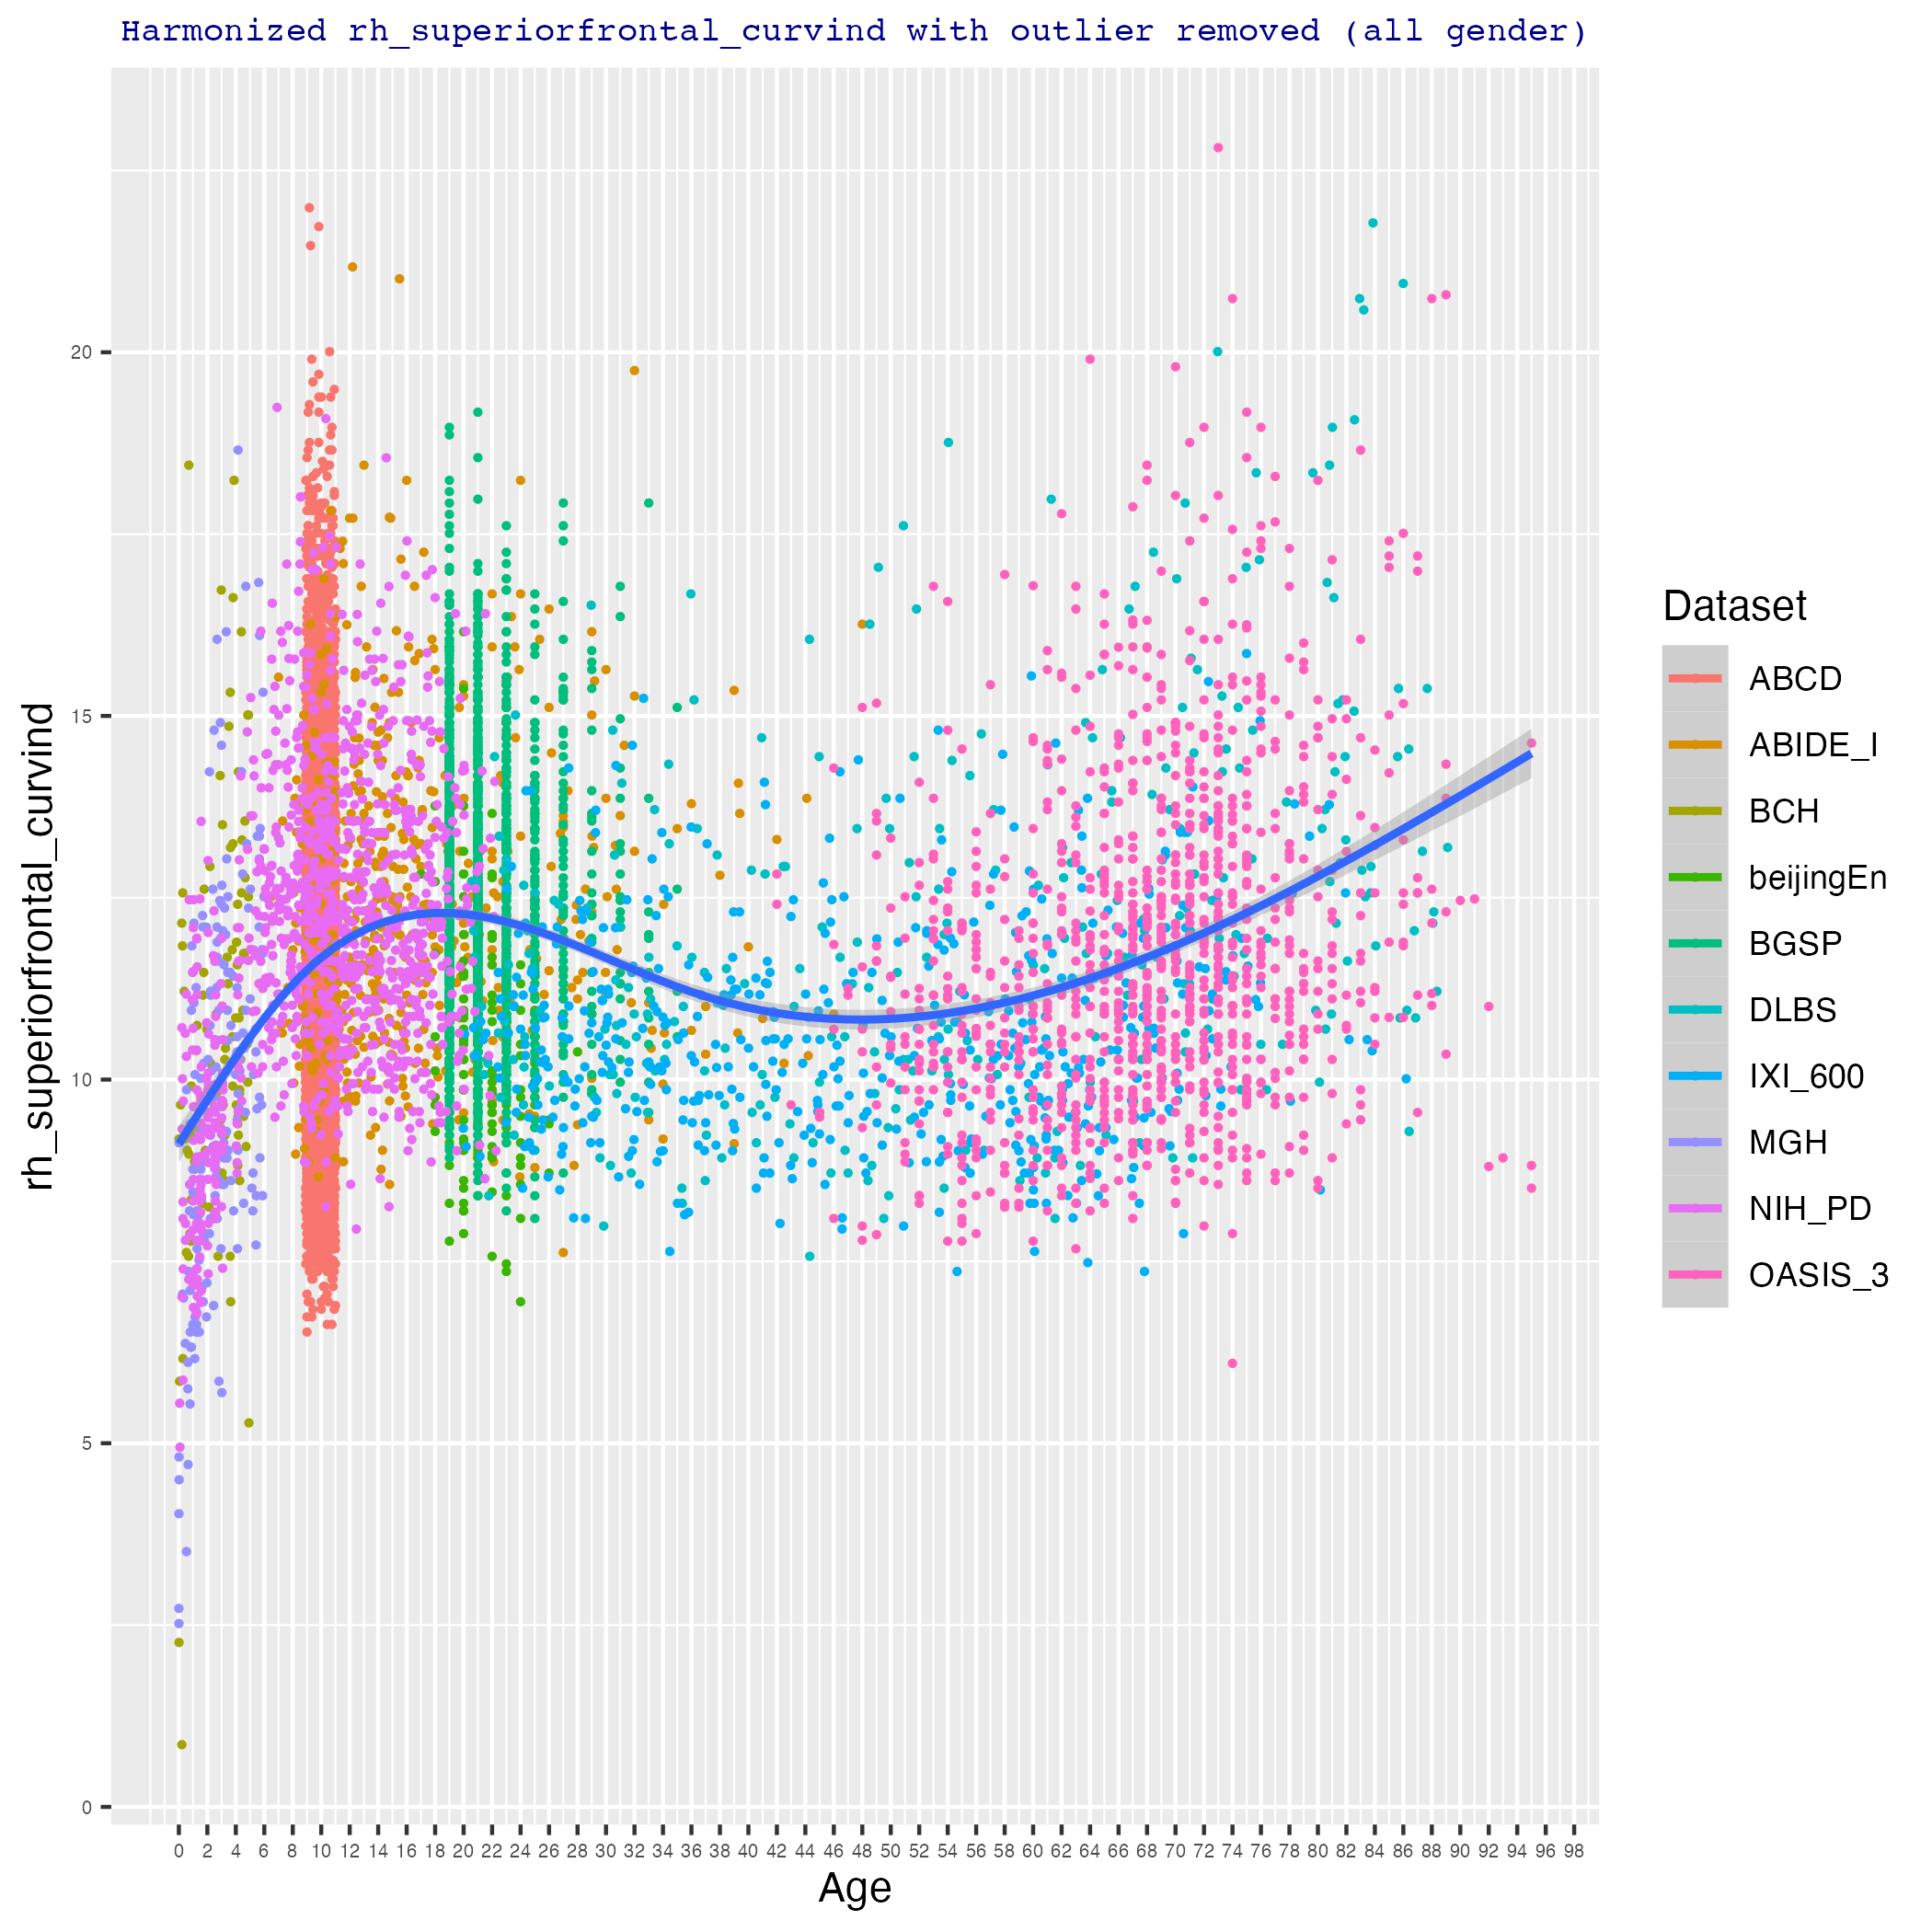 Harmonized rh_superiorfrontal_curvind with outlier removed (all gender)
rh_superiorfrontal_curvind
20
15
10
5
0
0 2 4 6 8 10 12 14 16 18 20 22 24 26 28 30 32 34 36 38 40 42 44 46 48 50 52 54 56 58 60 62 64 66 68 70 72 74 76 78 80 82 84 86 88 90 92 94 96 98
Age
Dataset
ABCD
ABIDE_I
BCH
beijingEn
BGSP
DLBS
IXI_600
MGH
NIH_PD
OASIS_3